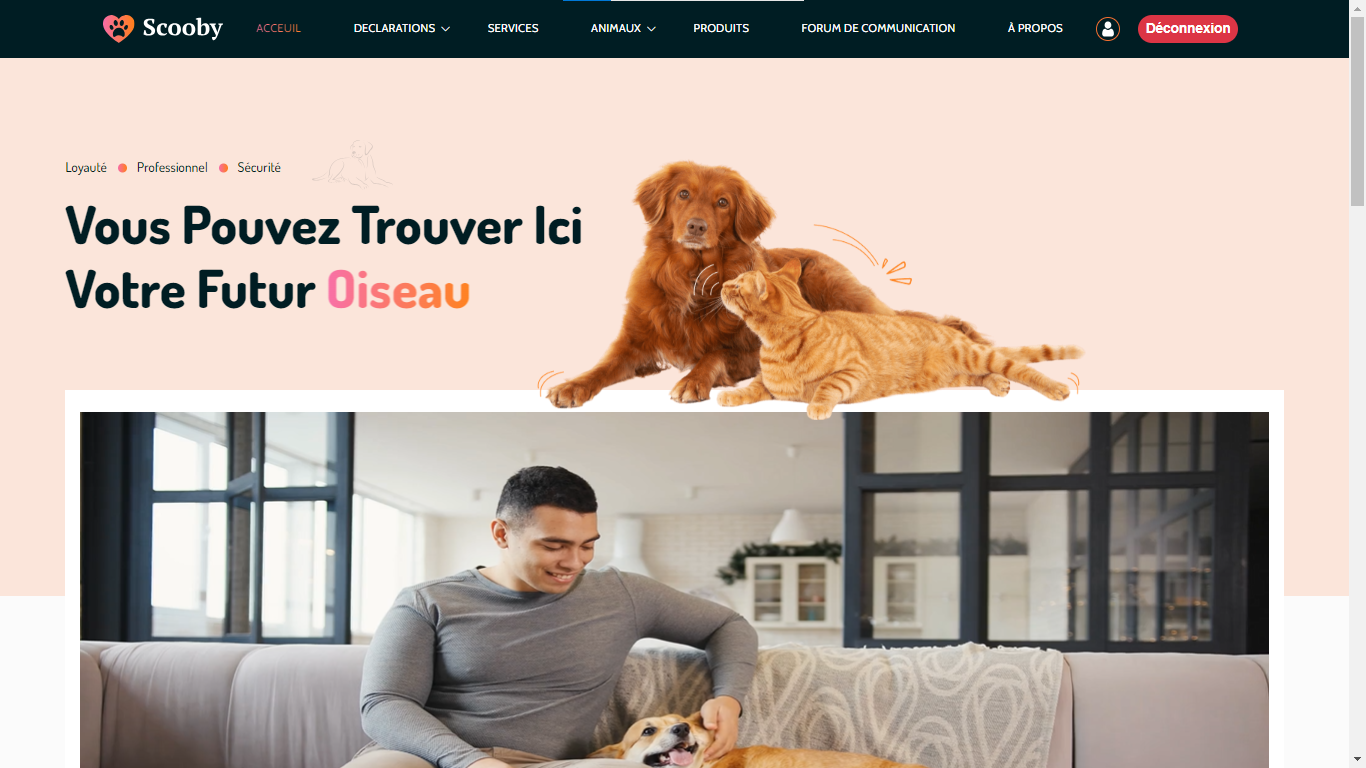 Scooby
ACCEUIL
DECLARATIONS
SERVICES
ANIMAUX
PRODUITS
FORUM DE COMMUNICATION
À PROPOS
Déconnexion
Loyauté
Professionnel
Sécurité
Vous Pouvez Trouver Ici
Votre Futur Oiseau